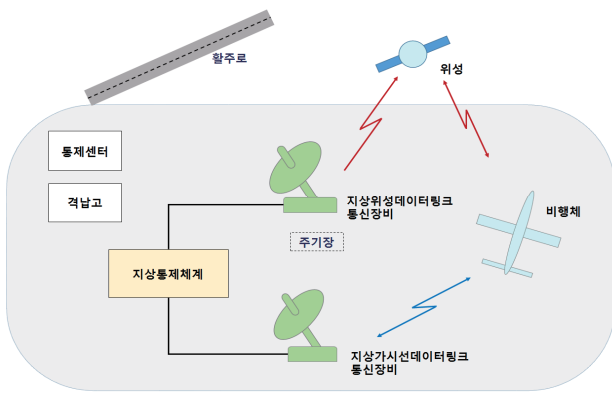 활주로
위성
통제센터
격납고
지상위성데이터링크
통신장비
비행체
주기장
지상통제체계
지상가시선데이터링크
통신장비